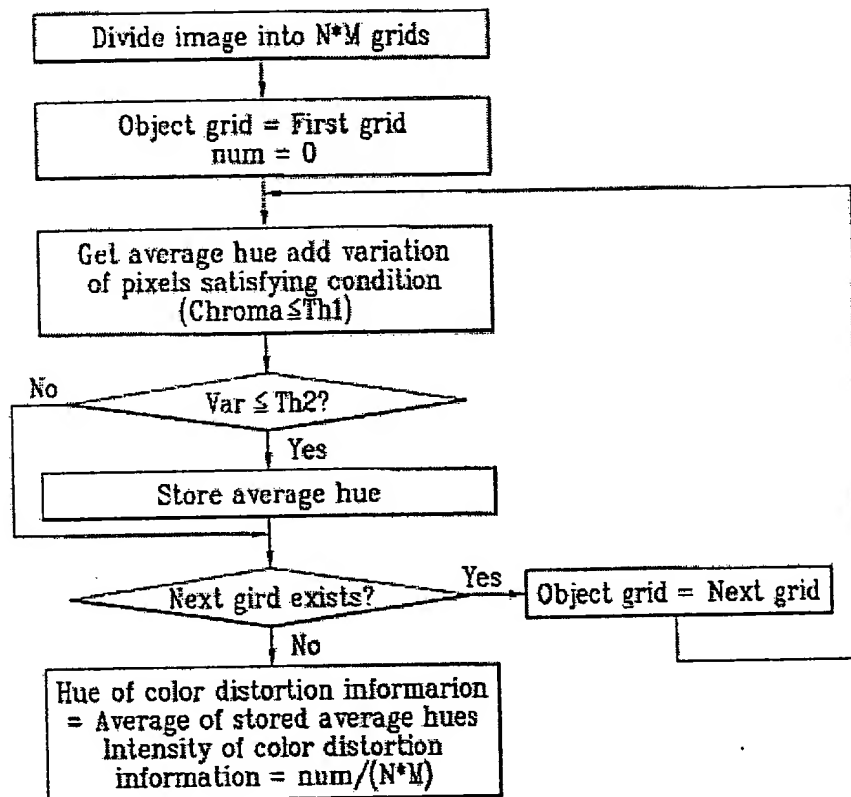 Divide image into N*M grids
Object grid = First grid
num = 0
Get average hue add variation
of pixels satisfying condition
(Chroma≦Th1)
No
Var ≦ Th2?
Yes
Store average hue
Next gird exists?
Yes
Object grid = Next grid
No
Hue of color distortion informarion
= Average of stored average hues
Intensity of color distortion
information = num/(N*M)